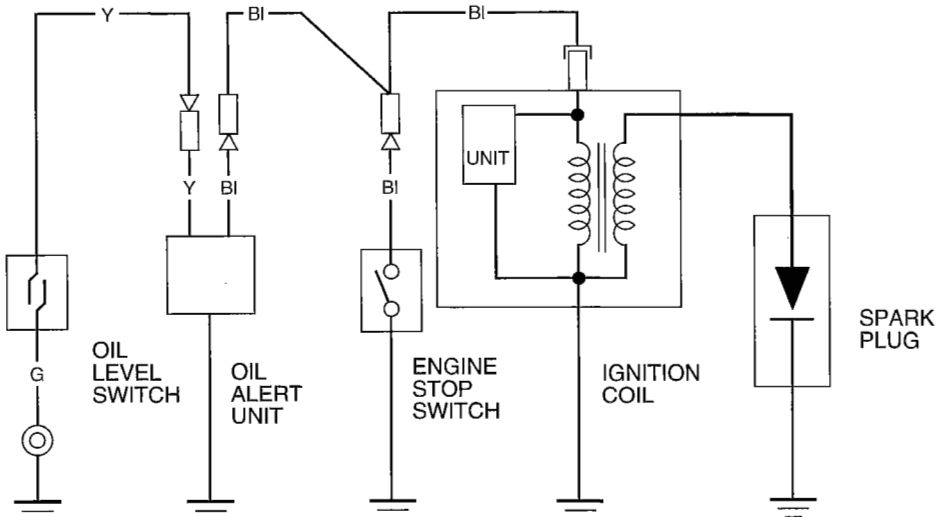 Y
Bl
Bl
Y
Bl
Bl
UNIT
G
OIL
LEVEL
SWITCH
OIL
ALERT
UNIT
ENGINE
STOP
SWITCH
IGNITION
COIL
SPARK
PLUG